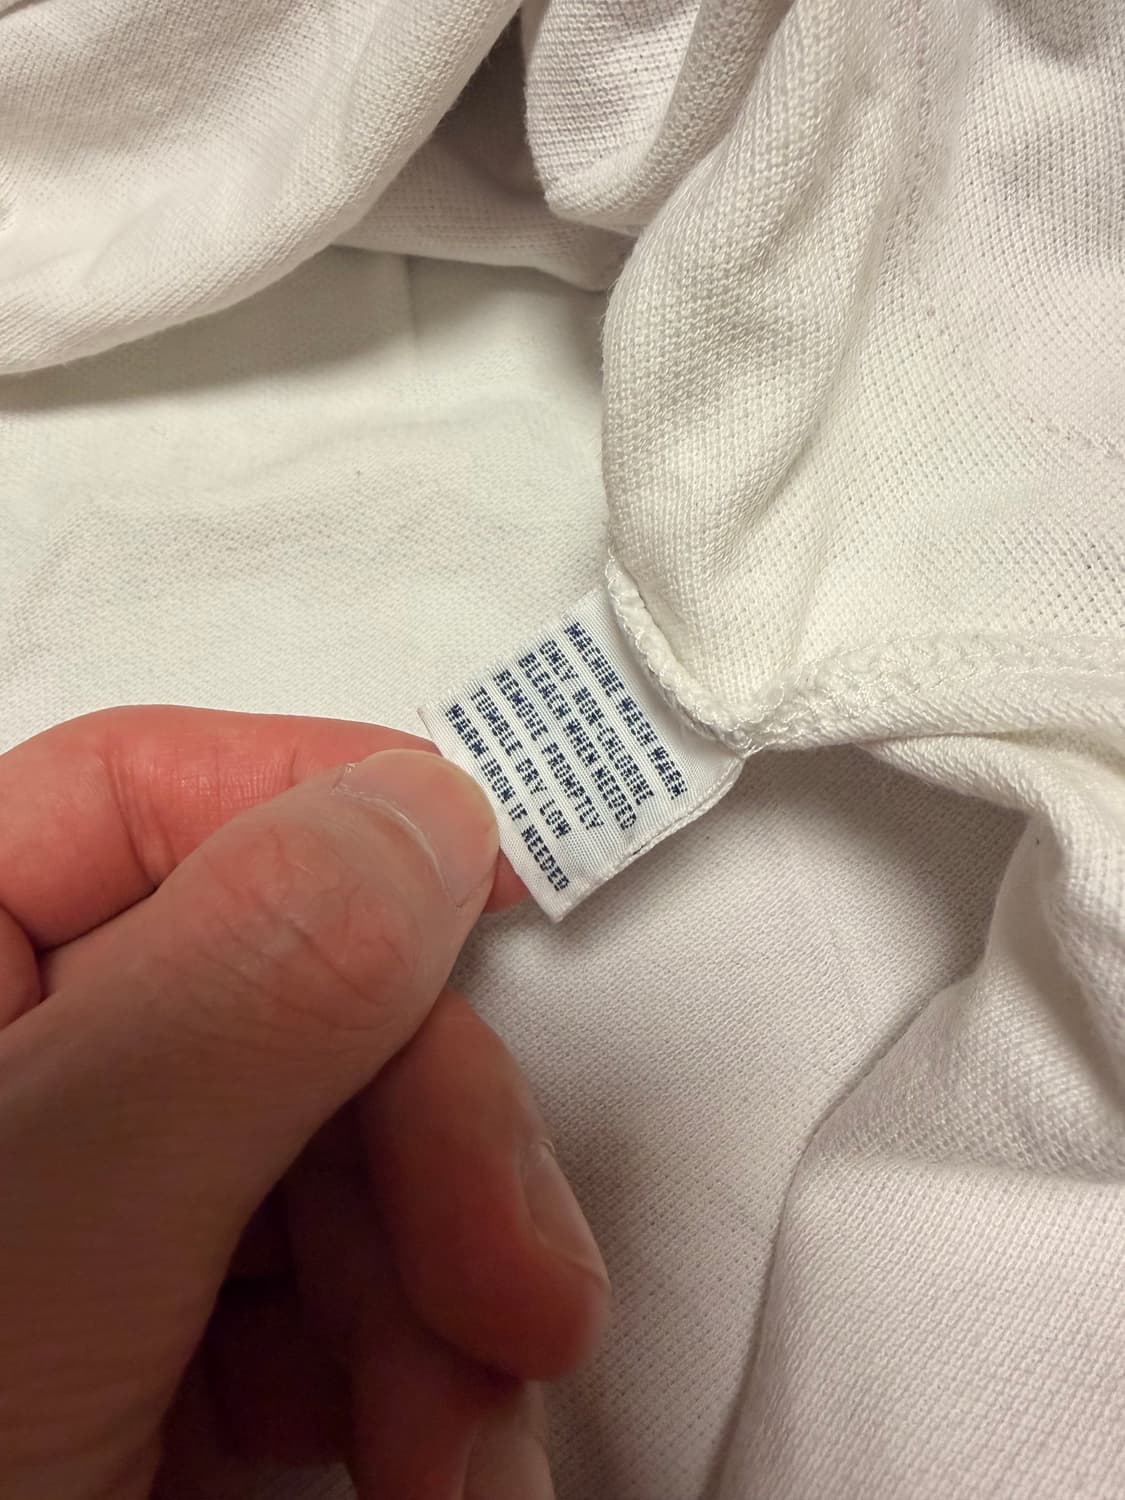 MACHINE WASH WARM
ONLY NON-CHLORINE
BLEACH WHEN NEEDED
REMOVE PROMPTLY
TUMBLE DRY LOW
WARM IRON IF NEEDED